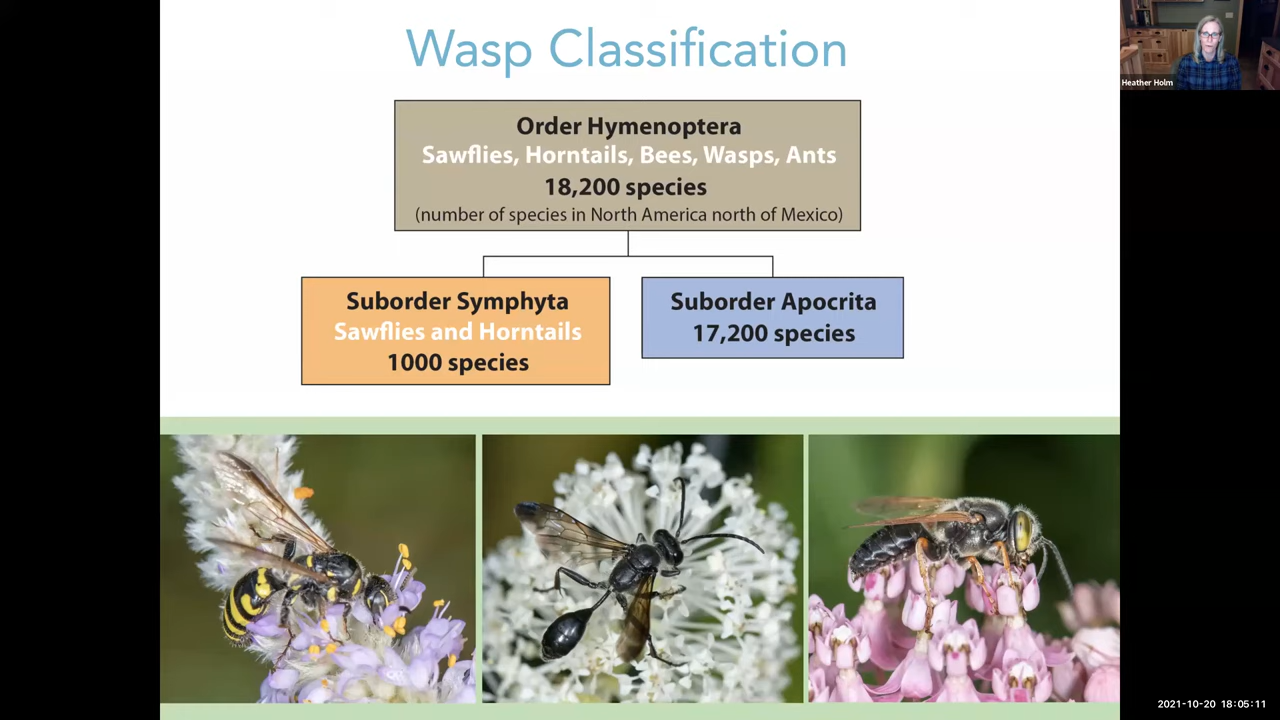 Wasp Classification
Order Hymenoptera
Sawflies, Horntails, Bees, Wasps, Ants
18,200 species
(number of species in North America north of Mexico)
Suborder Symphyta
Sawflies and Horntails
1000 species
Suborder Apocrita
17,200 species
Heather Holm
2021-10-20 18:05:11